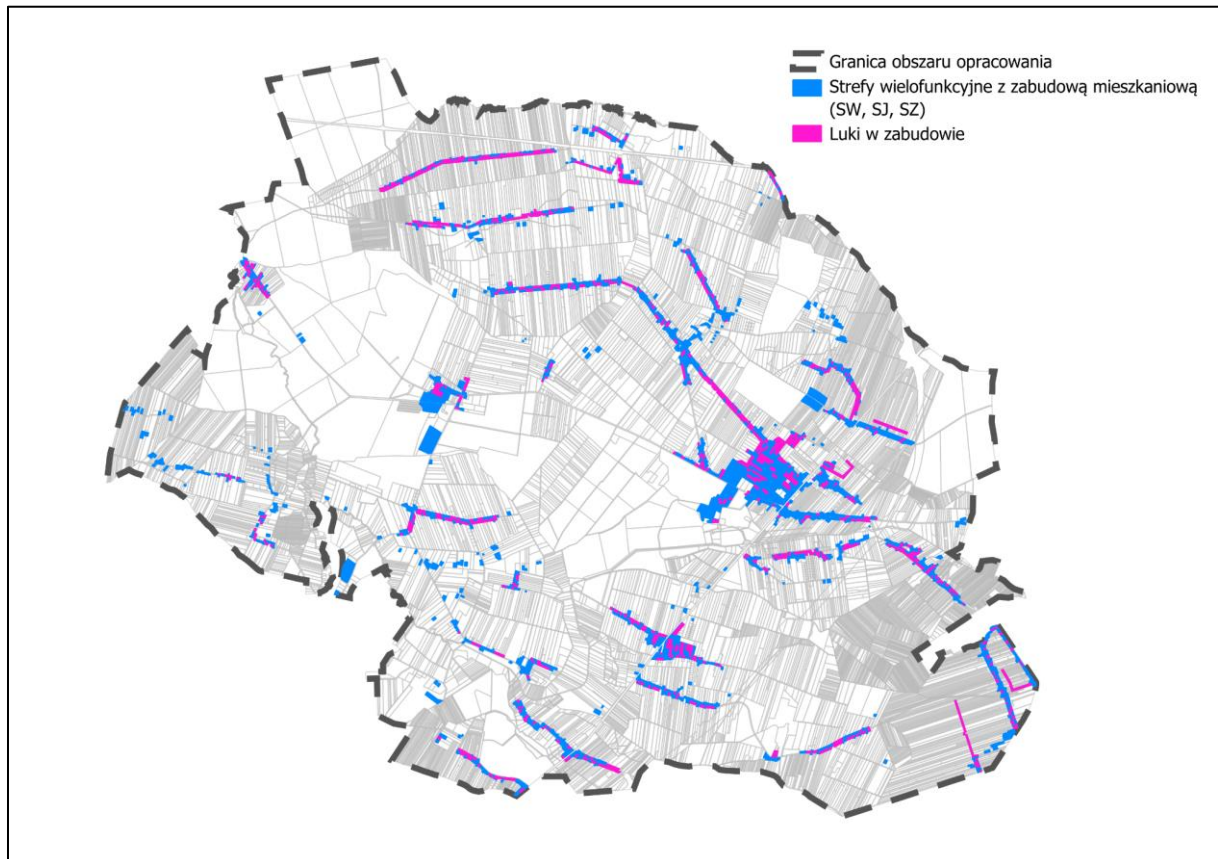 Granica obszaru opracowania
Strefy wielofunkcyjne z zabudową mieszkaniową
(SW, SJ, SZ)
Luki w zabudowie